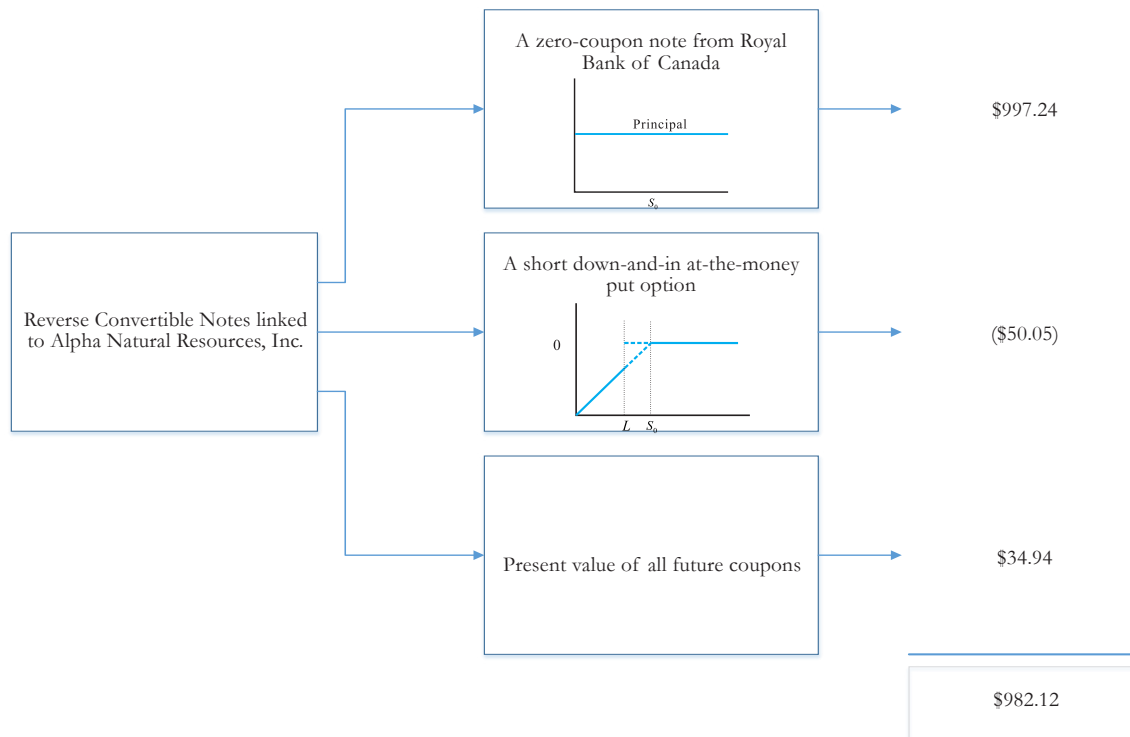 A zero-coupon note from Royal
Bank of Canada
Principal
S₀
$997.24
Reverse Convertible Notes linked
to Alpha Natural Resources, Inc.
A short down-and-in at-the-money
put option
0
L S₀
($50.05)
Present value of all future coupons
$34.94
$982.12